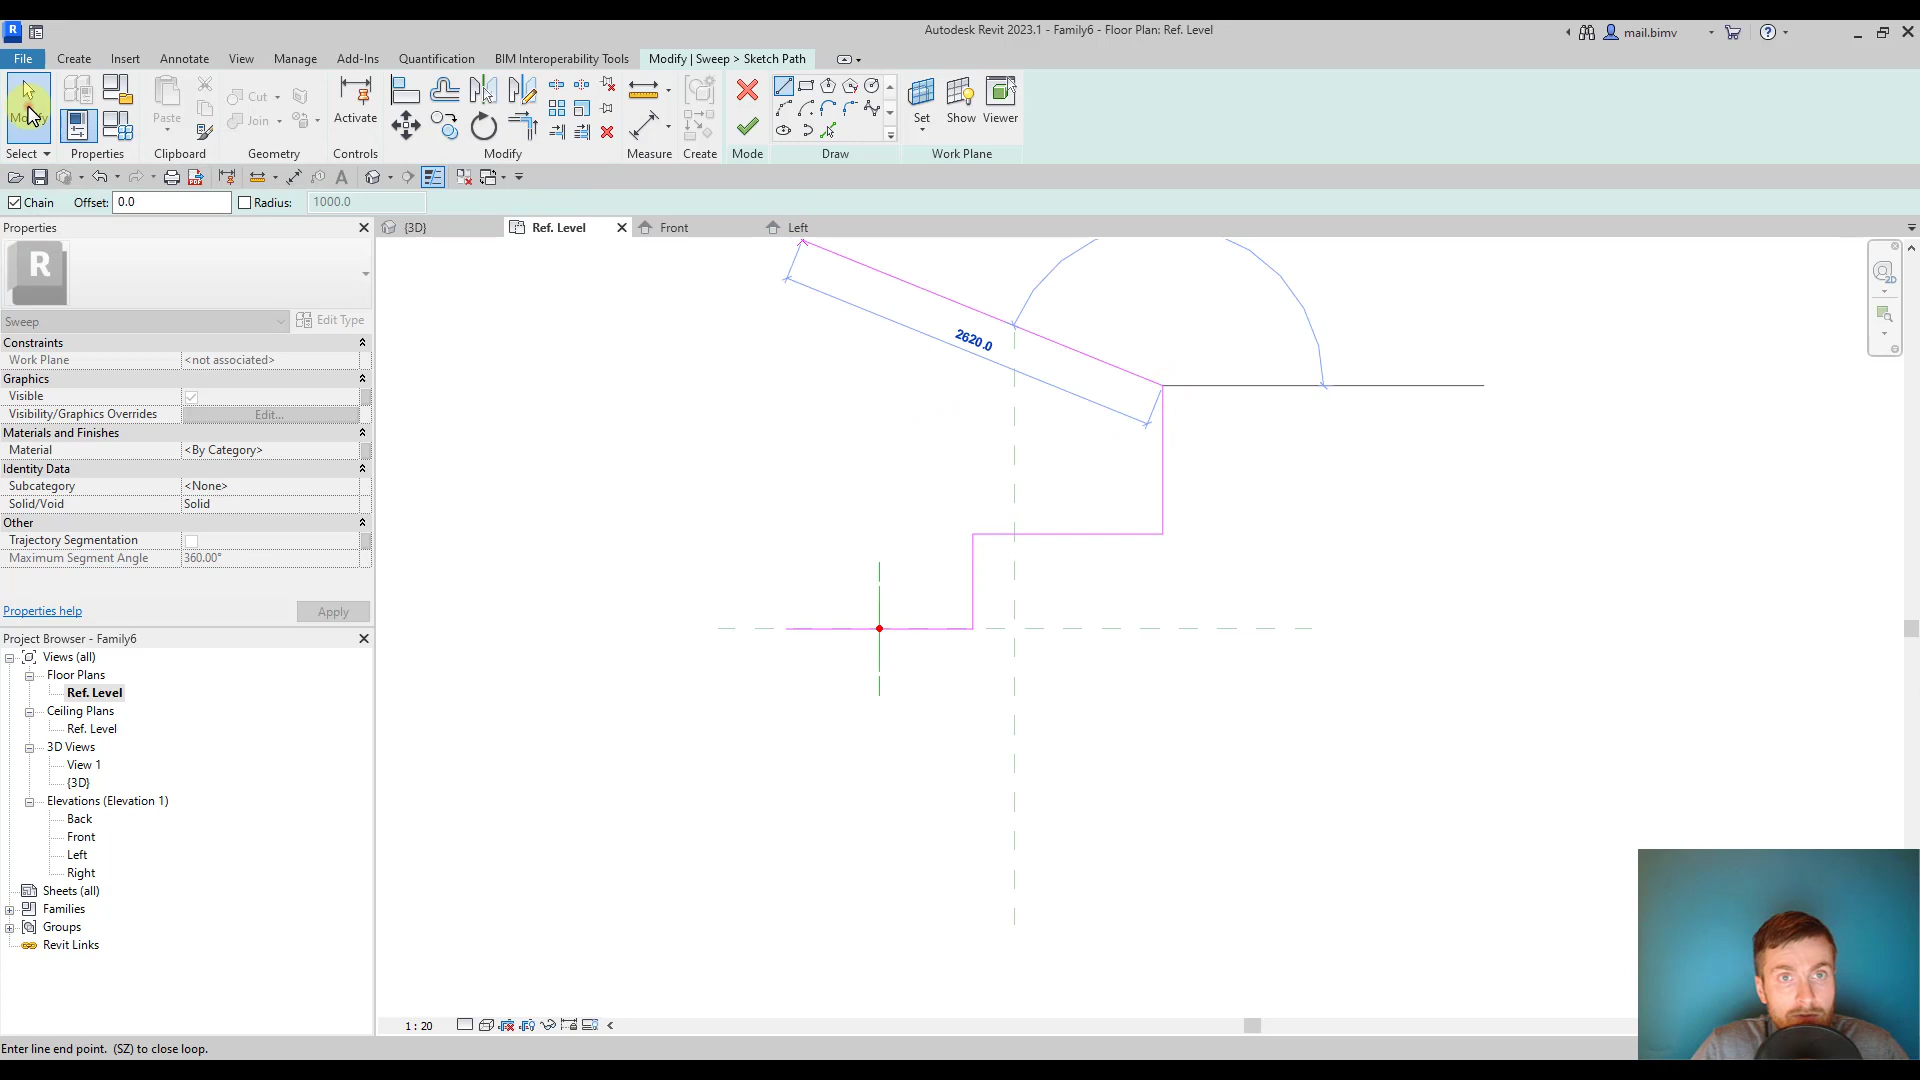 R
Autodesk Revit 2023.1 - Family6 - Floor Plan: Ref. Level
mail.bimv
File Create Insert Annotate View Manage Add-Ins Quantification BIM Interoperability Tools Modify | Sweep > Sketch Path
Modify
Paste
Cut
Join
Activate
Set
Show
Viewer
Select Properties Clipboard Geometry Controls Modify Measure Create Mode Draw Work Plane
Chain Offset: 0.0 Radius: 1000.0
Properties
{3D}
Ref. Level
Front
Left
R
Sweep Edit Type
Constraints
Work Plane <not associated>
Graphics
Visible
Visibility/Graphics Overrides Edit...
Materials and Finishes
Material <By Category>
Identity Data
Subcategory <None>
Solid/Void Solid
Other
Trajectory Segmentation
Maximum Segment Angle 360.00°
Properties help Apply
Project Browser - Family6
Views (all)
Floor Plans
Ref. Level
Ceiling Plans
Ref. Level
3D Views
View 1
{3D}
Elevations (Elevation 1)
Back
Front
Left
Right
Sheets (all)
Families
Groups
Revit Links
2620.0
2D
1 : 20
Enter line end point. (SZ) to close loop.